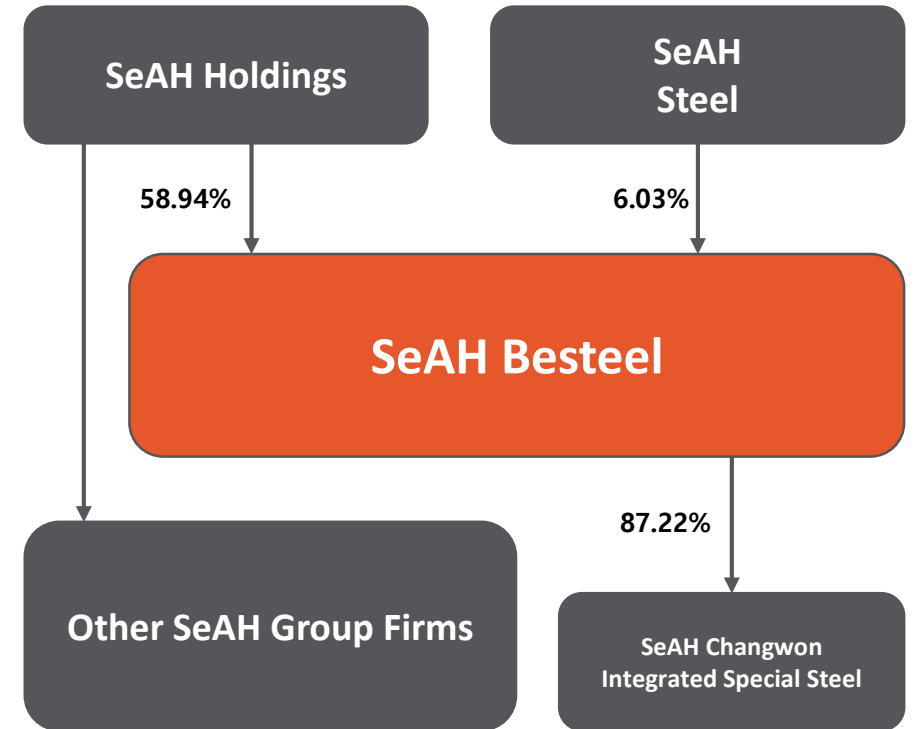 SeAH Holdings
SeAH
Steel
58.94%
6.03%
SeAH Besteel
87.22%
Other SeAH Group Firms
SeAH Changwon
Integrated Special Steel